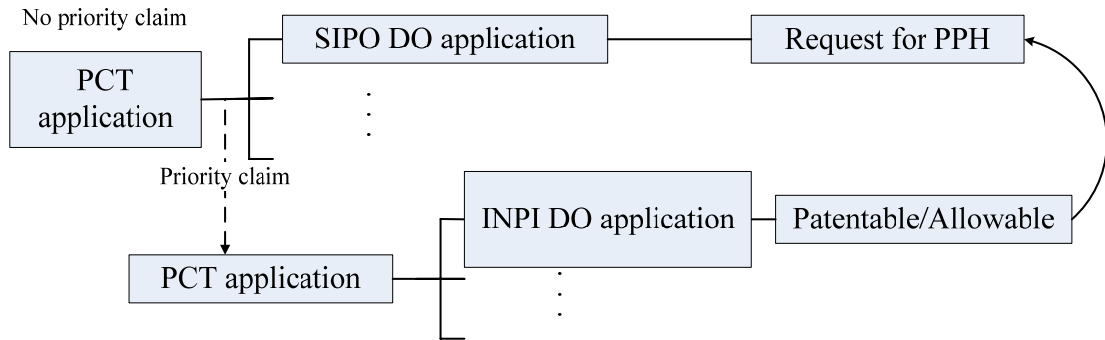 No priority claim
PCT
application
SIPO DO application
Request for PPH
Priority claim
INPI DO application
Patentable/Allowable
PCT application